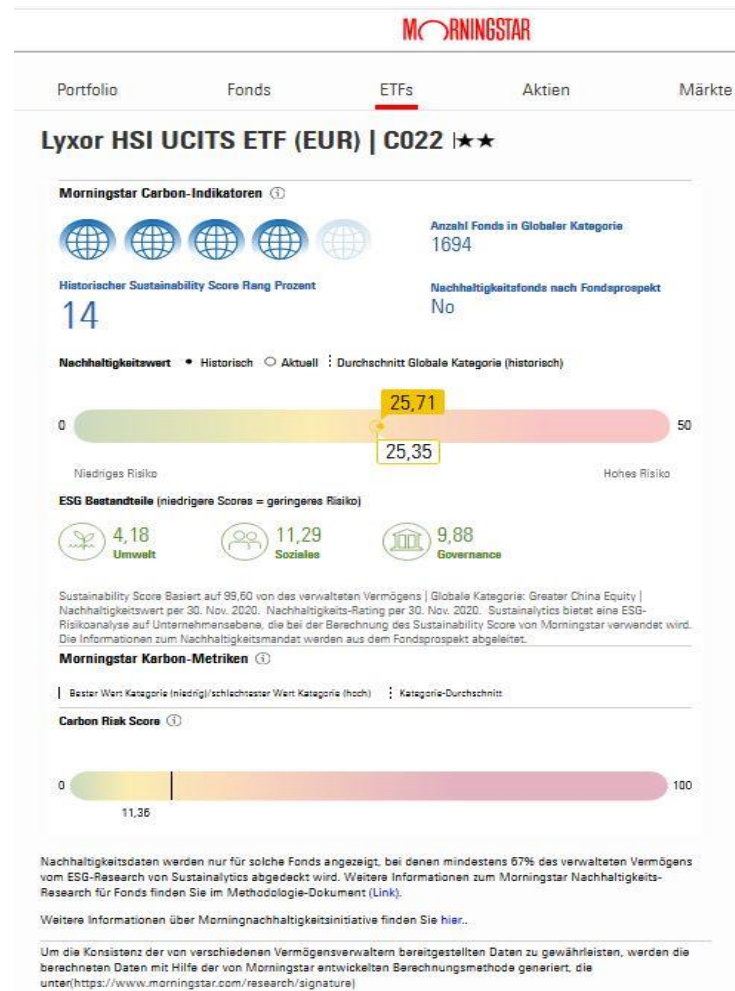 MORNINGSTAR
Portfolio Fonds ETFs Aktien Märkte
Lyxor HSI UCITS ETF (EUR) | C022 ★★
Morningstar Carbon-Indikatoren
Anzahl Fonds in Globaler Kategorie
1694
Historischer Sustainability Score Rang Prozent
14
Nachhaltigkeitsfonds nach Fondsprospekt
No
Nachhaltigkeitswert • Historisch ○ Aktuell ⋮ Durchschnitt Globale Kategorie (historisch)
25,71
0 50
25,35
Niedriges Risiko Hohes Risiko
ESG Bestandteile (niedrigere Scores = geringeres Risiko)
4,18 11,29 9,88
Umwelt Soziales Governance
Sustainability Score Basiert auf 99,60 von des verwalteten Vermögens | Globale Kategorie: Greater China Equity |
Nachhaltigkeitswert per 30. Nov. 2020. Nachhaltigkeits-Rating per 30. Nov. 2020. Sustainalytics bietet eine ESG-
Risikoanalyse auf Unternehmensebene, die bei der Berechnung des Sustainability Score von Morningstar verwendet wird.
Die Informationen zum Nachhaltigkeitsmandat werden aus dem Fondsprospekt abgeleitet.
Morningstar Karbon-Metriken
Bester Wert Kategorie (niedrig)/schlechtester Wert Kategorie (hoch) ⋮ Kategorie-Durchschnitt
Carbon Risk Score
0 100
11,36
Nachhaltigkeitsdaten werden nur für solche Fonds angezeigt, bei denen mindestens 67% des verwalteten Vermögens
vom ESG-Research von Sustainalytics abgedeckt wird. Weitere Informationen zum Morningstar Nachhaltigkeits-
Research für Fonds finden Sie im Methodologie-Dokument (Link).
Weitere Informationen über Morningnachhaltigkeitsinitiative finden Sie hier..
Um die Konsistenz der von verschiedenen Vermögensverwaltern bereitgestellten Daten zu gewährleisten, werden die
berechneten Daten mit Hilfe der von Morningstar entwickelten Berechnungsmethode generiert, die
unter(https://www.morningstar.com/research/signature)